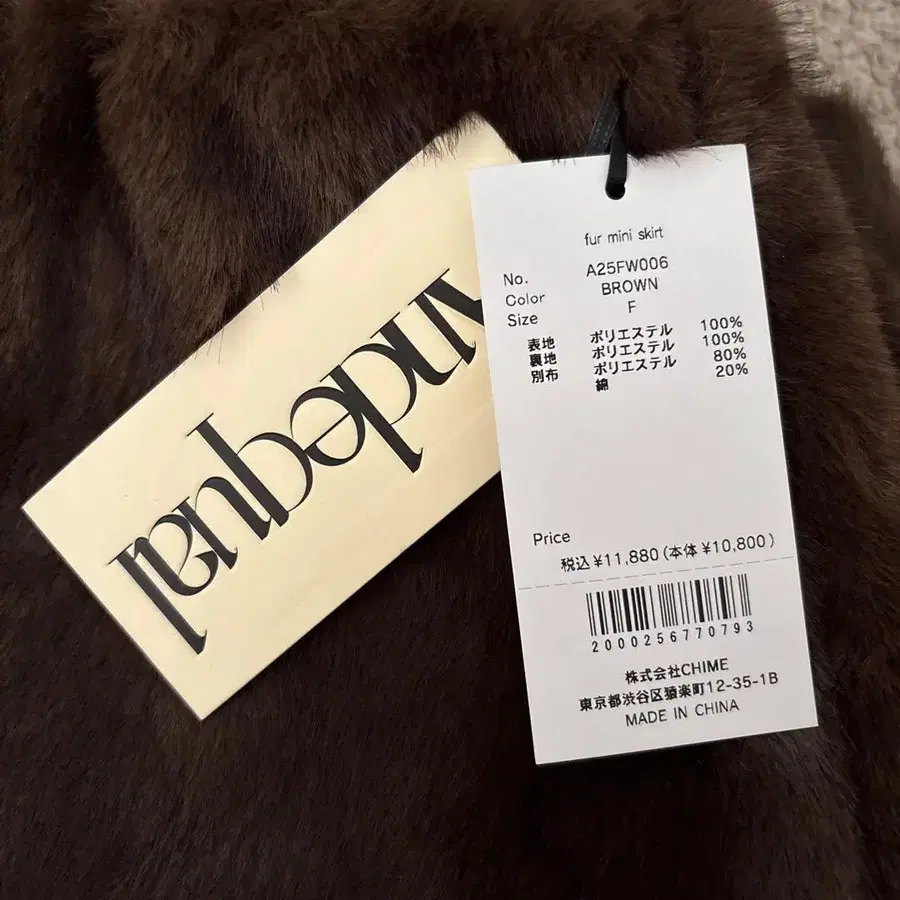 fur mini skirt
No. A25FW006
Color BROWN
Size F
表地 ポリエステル 100%
裏地 ポリエステル 100%
別布 ポリエステル 80%
綿 20%
Price
税込¥11,880(本体¥10,800)
2000256770793
株式会社CHIME
東京都渋谷区猿楽町12-35-1B
MADE IN CHINA